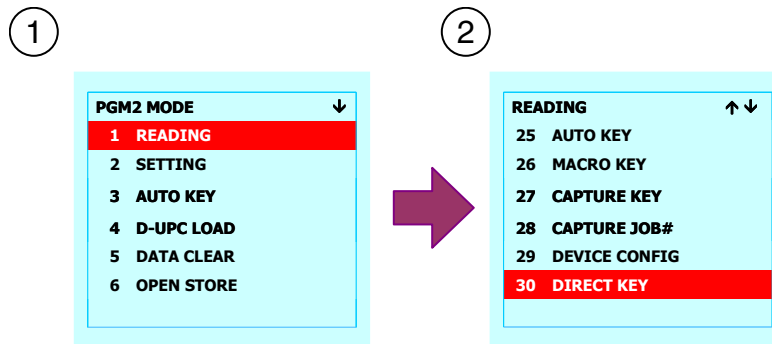 1
PGM2 MODE ↓
1 READING
2 SETTING
3 AUTO KEY
4 D-UPC LOAD
5 DATA CLEAR
6 OPEN STORE
2
READING ↑ ↓
25 AUTO KEY
26 MACRO KEY
27 CAPTURE KEY
28 CAPTURE JOB#
29 DEVICE CONFIG
30 DIRECT KEY